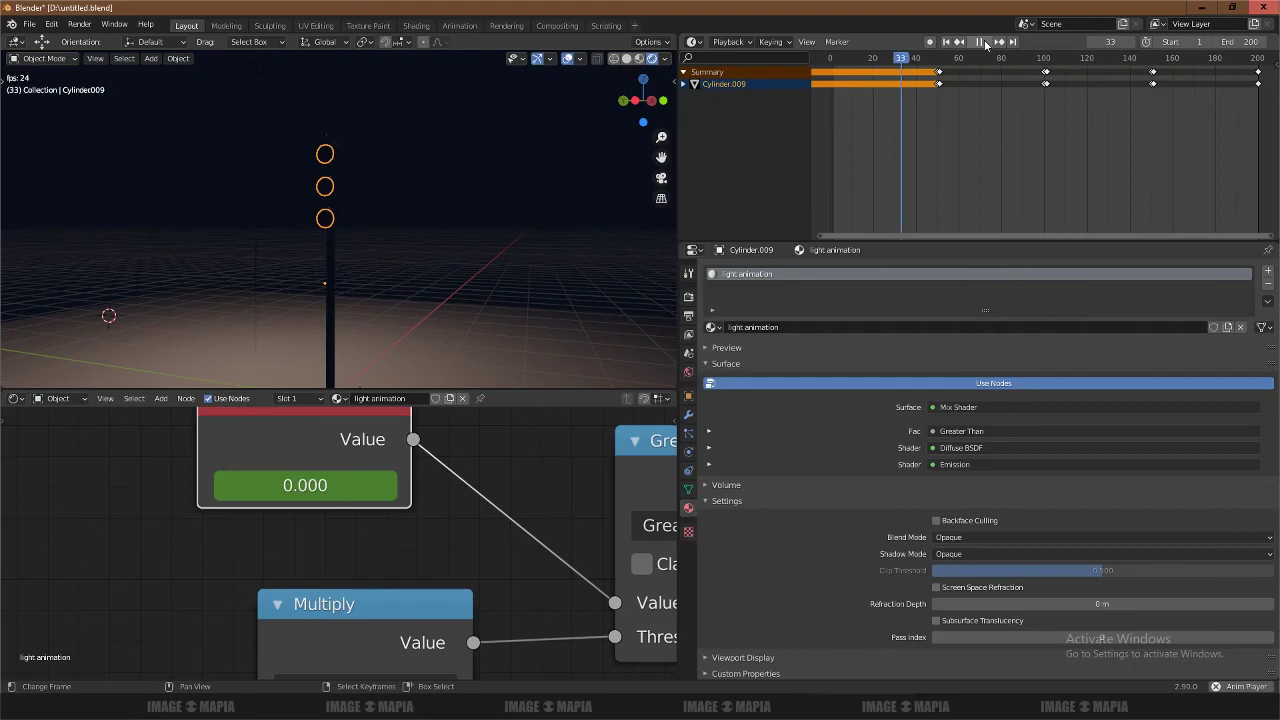 Blender* [D:\untitled.blend]
File Edit Render Window Help Layout Modeling Sculpting UV Editing Texture Paint Shading Animation Rendering Compositing Scripting Scene View Layer
Orientation: Default Drag: Select Box Global Options Playback Keying View Marker 33 Start 1 End 200
Object Mode View Select Add Object
0 20 33 40 60 80 100 120 140 160 180 200
fps: 24
(33) Collection | Cylinder.009
Summary
Cylinder.009
Cylinder.009 light animation
light animation
light animation
Preview
Surface
Use Nodes
Surface Mix Shader
Fac Greater Than
Shader Diffuse BSDF
Shader Emission
Volume
Settings
Backface Culling
Blend Mode Opaque
Shadow Mode Opaque
Clip Threshold 0.500
Screen Space Refraction
Refraction Depth 0 m
Subsurface Translucency
Pass Index
Viewport Display
Custom Properties
Object View Select Add Node Use Nodes Slot 1 light animation
Value
0.000
Gre
Grea
Cla
Value
Thres
Multiply
Value
light animation
Activate Windows
Go to Settings to activate Windows.
Change Frame Pan View Select Keyframes Box Select 2.90.0 Anim Player
IMAGE MAPIA IMAGE MAPIA IMAGE MAPIA IMAGE MAPIA IMAGE MAPIA IMAGE MAPIA